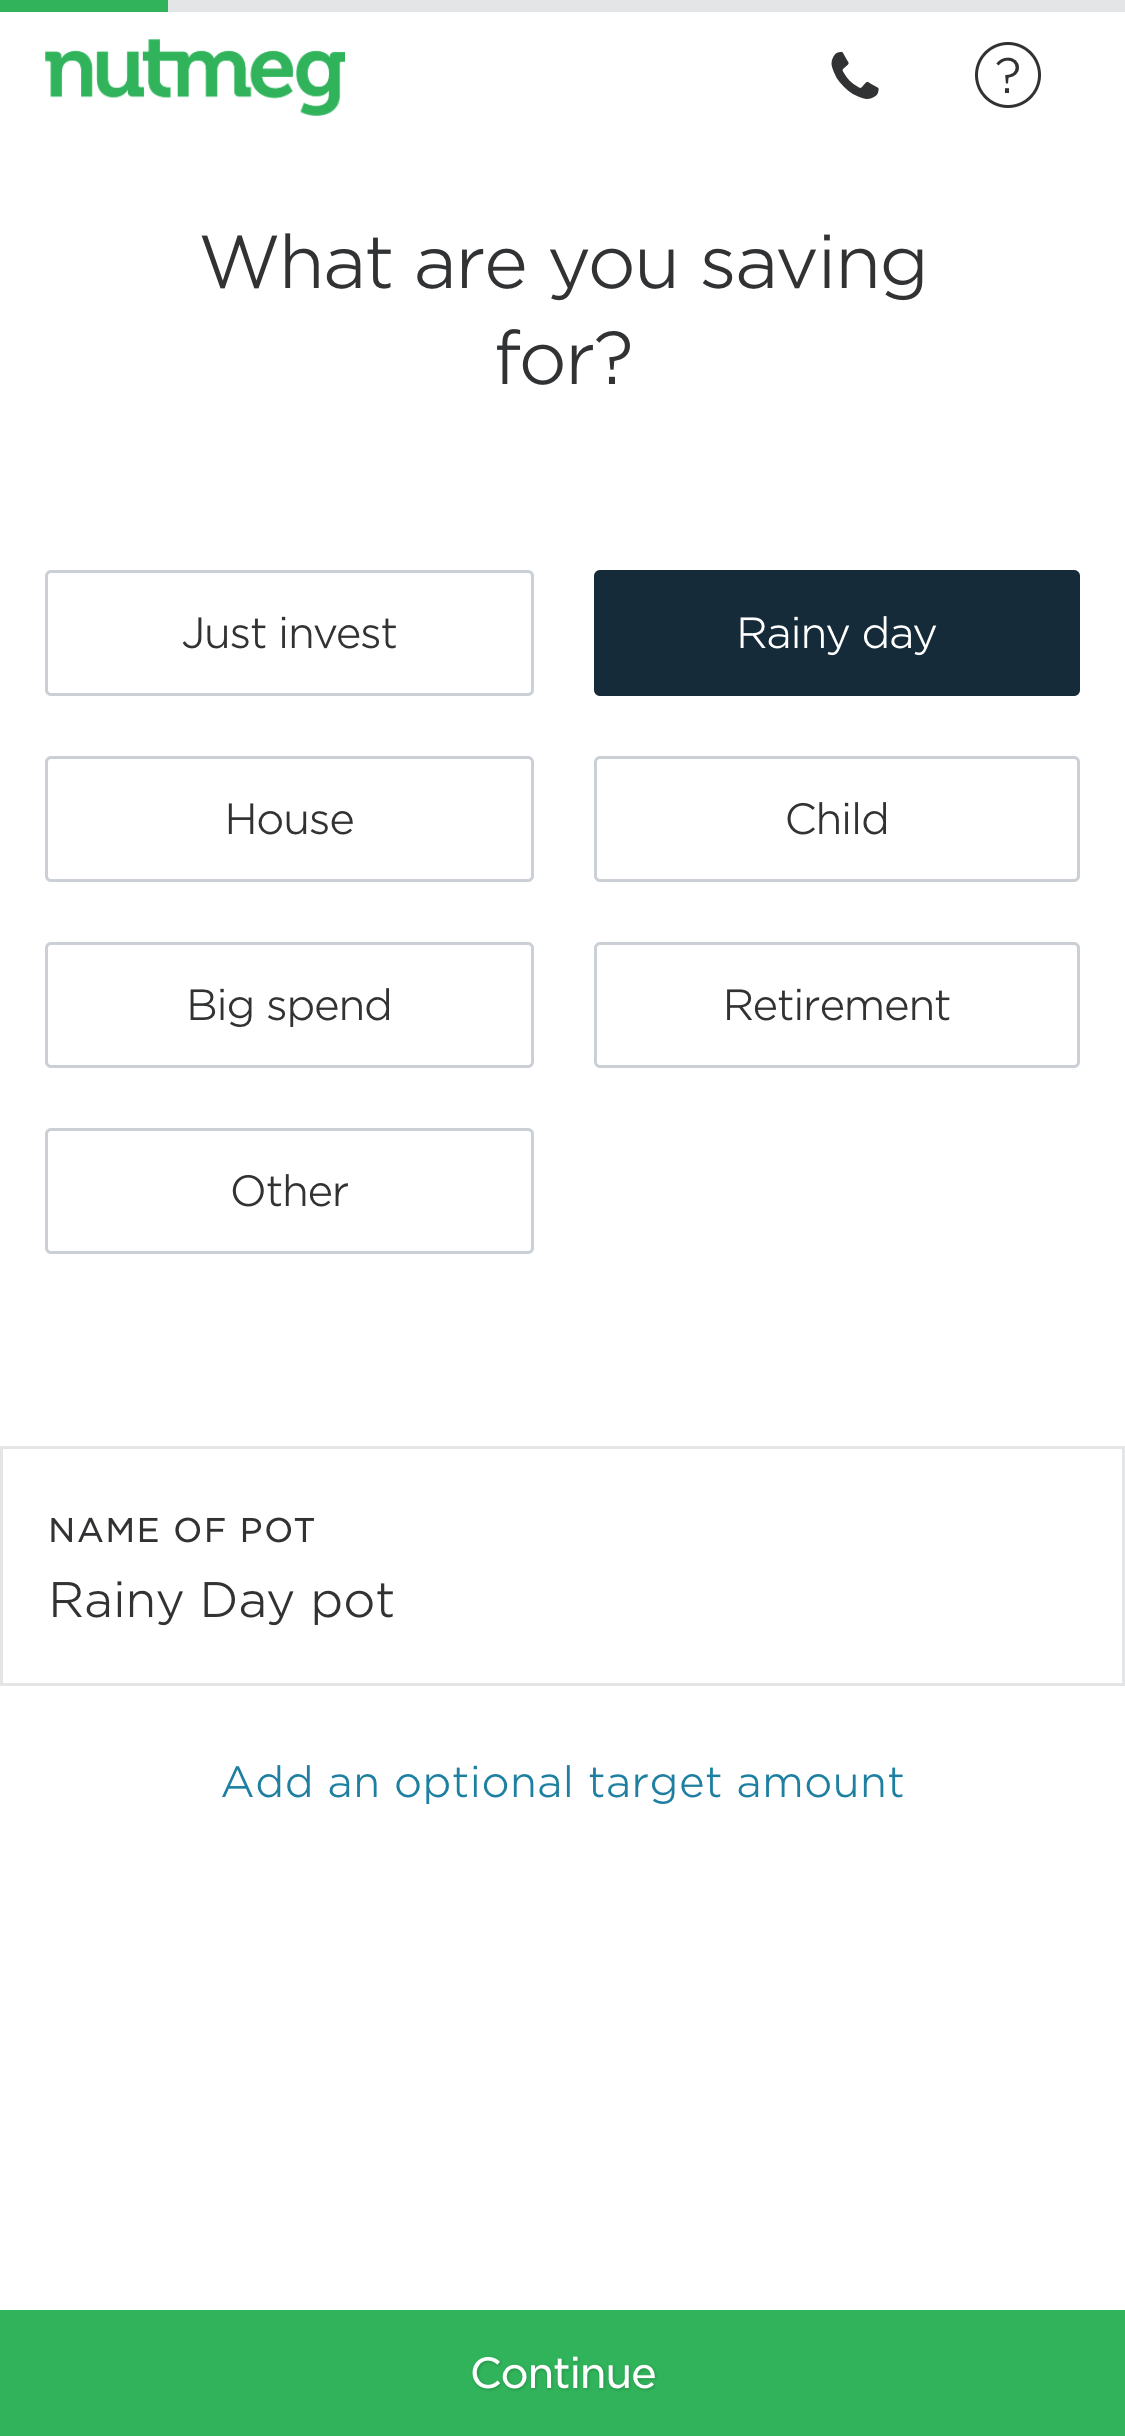 nutmeg
?
What are you saving
for?
Just invest
Rainy day
House
Child
Big spend
Retirement
Other
NAME OF POT
Rainy Day pot
Add an optional target amount
Continue